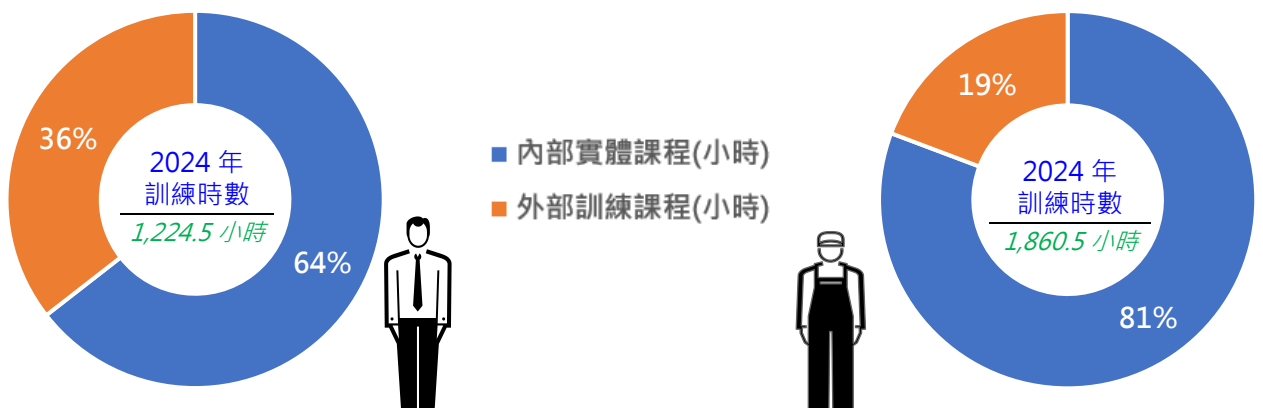 36%
2024 年
訓練時數
1,224.5 小時
64%
■ 內部實體課程(小時)
■ 外部訓練課程(小時)
19%
2024 年
訓練時數
1,860.5 小時
81%